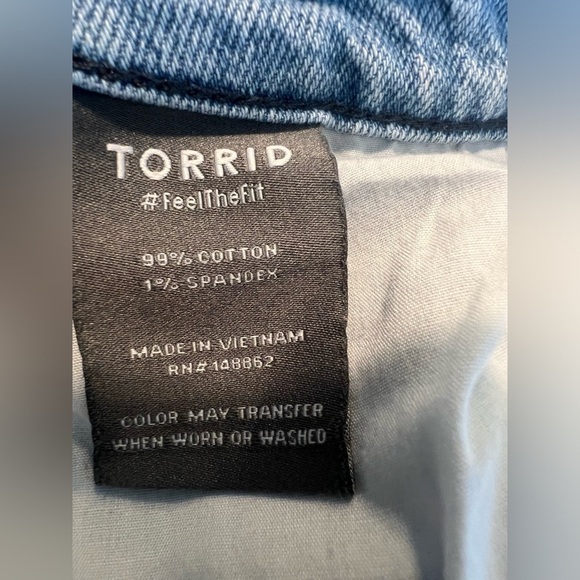 TORRID
#FeelTheFit
99% COTTON
1% SPANDEX
MADE IN VIETNAM
RN# 148862
COLOR MAY TRANSFER
WHEN WORN OR WASHED